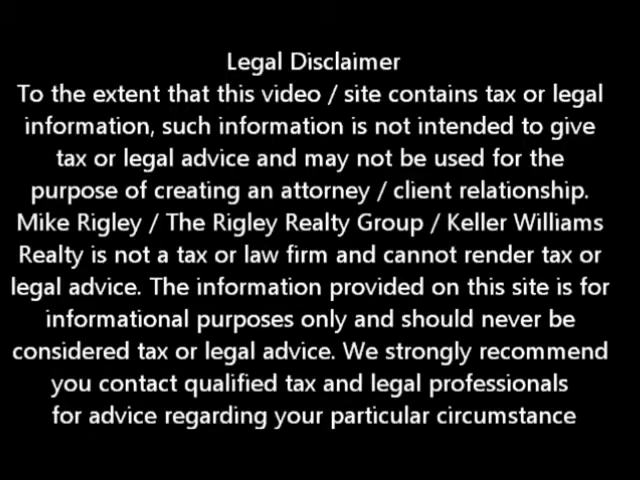 Legal Disclaimer
To the extent that this video / site contains tax or legal
information, such information is not intended to give
tax or legal advice and may not be used for the
purpose of creating an attorney / client relationship.
Mike Rigley / The Rigley Realty Group / Keller Williams
Realty is not a tax or law firm and cannot render tax or
legal advice. The information provided on this site is for
informational purposes only and should never be
considered tax or legal advice. We strongly recommend
you contact qualified tax and legal professionals
for advice regarding your particular circumstance